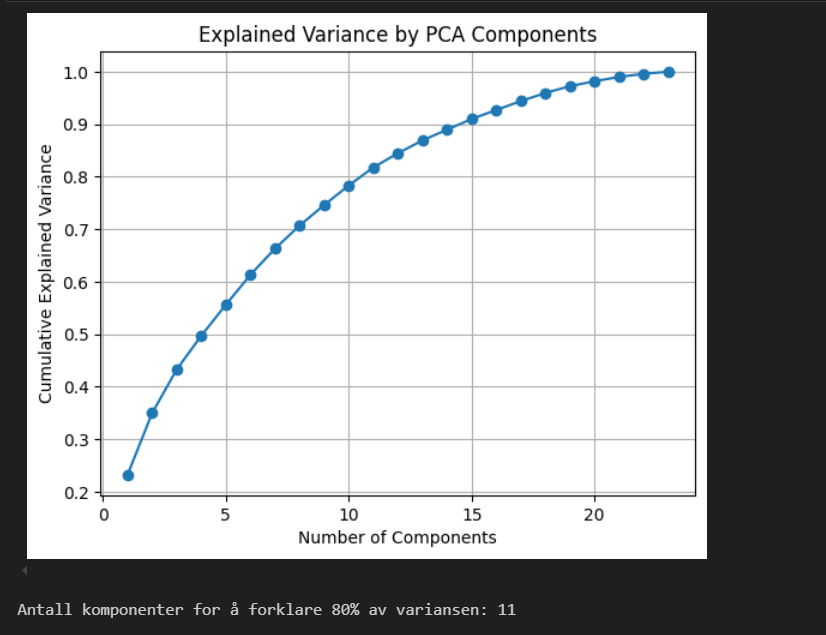 Explained Variance by PCA Components
1.0
0.9
0.8
0.7
0.6
0.5
0.4
0.3
0.2
Cumulative Explained Variance
0 5 10 15 20
Number of Components
Antall komponenter for å forklare 80% av variansen: 11